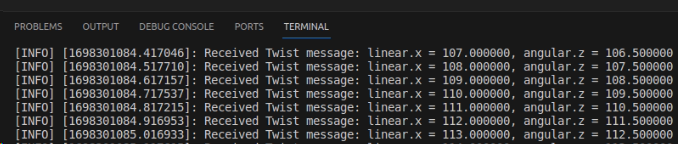 PROBLEMS OUTPUT DEBUG CONSOLE PORTS TERMINAL
[INFO] [1698301084.417046]: Received Twist message: linear.x = 107.000000, angular.z = 106.500000
[INFO] [1698301084.517710]: Received Twist message: linear.x = 108.000000, angular.z = 107.500000
[INFO] [1698301084.617157]: Received Twist message: linear.x = 109.000000, angular.z = 108.500000
[INFO] [1698301084.717537]: Received Twist message: linear.x = 110.000000, angular.z = 109.500000
[INFO] [1698301084.817215]: Received Twist message: linear.x = 111.000000, angular.z = 110.500000
[INFO] [1698301084.916953]: Received Twist message: linear.x = 112.000000, angular.z = 111.500000
[INFO] [1698301085.016933]: Received Twist message: linear.x = 113.000000, angular.z = 112.500000